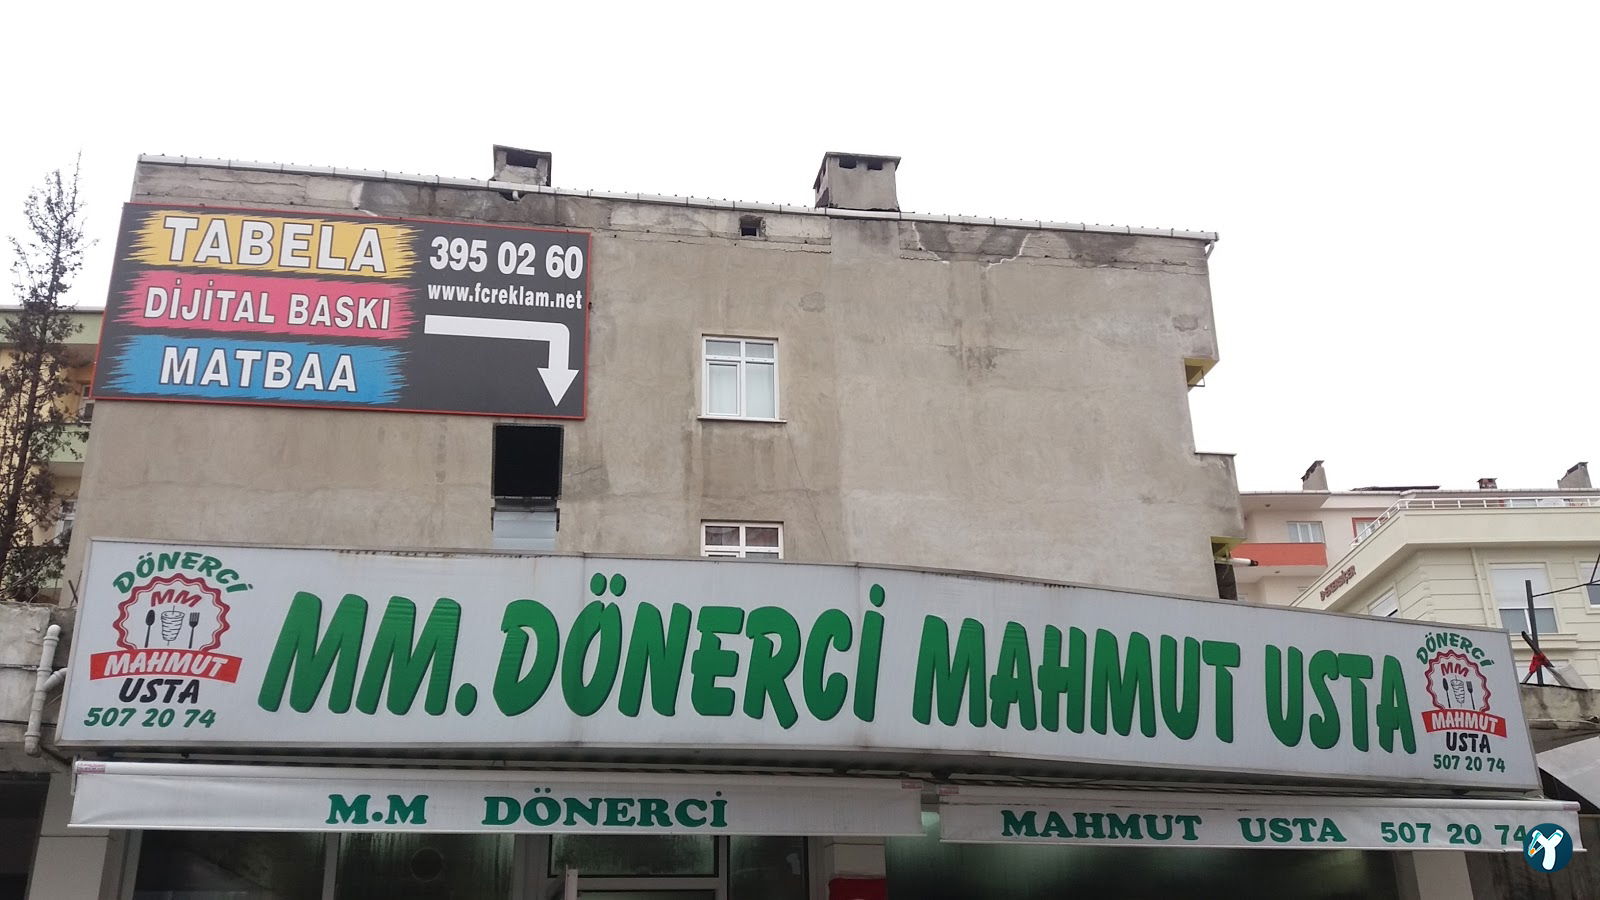 TABELA
DİJİTAL BASKI
MATBAA
395 02 60
www.fcreklam.net
DÖNERCİ
MM
MAHMUT
USTA
507 20 74
MM. DÖNERCİ MAHMUT USTA
DÖNERCİ
MM
MAHMUT
USTA
507 20 74
M.M DÖNERCİ
MAHMUT USTA 507 20 74